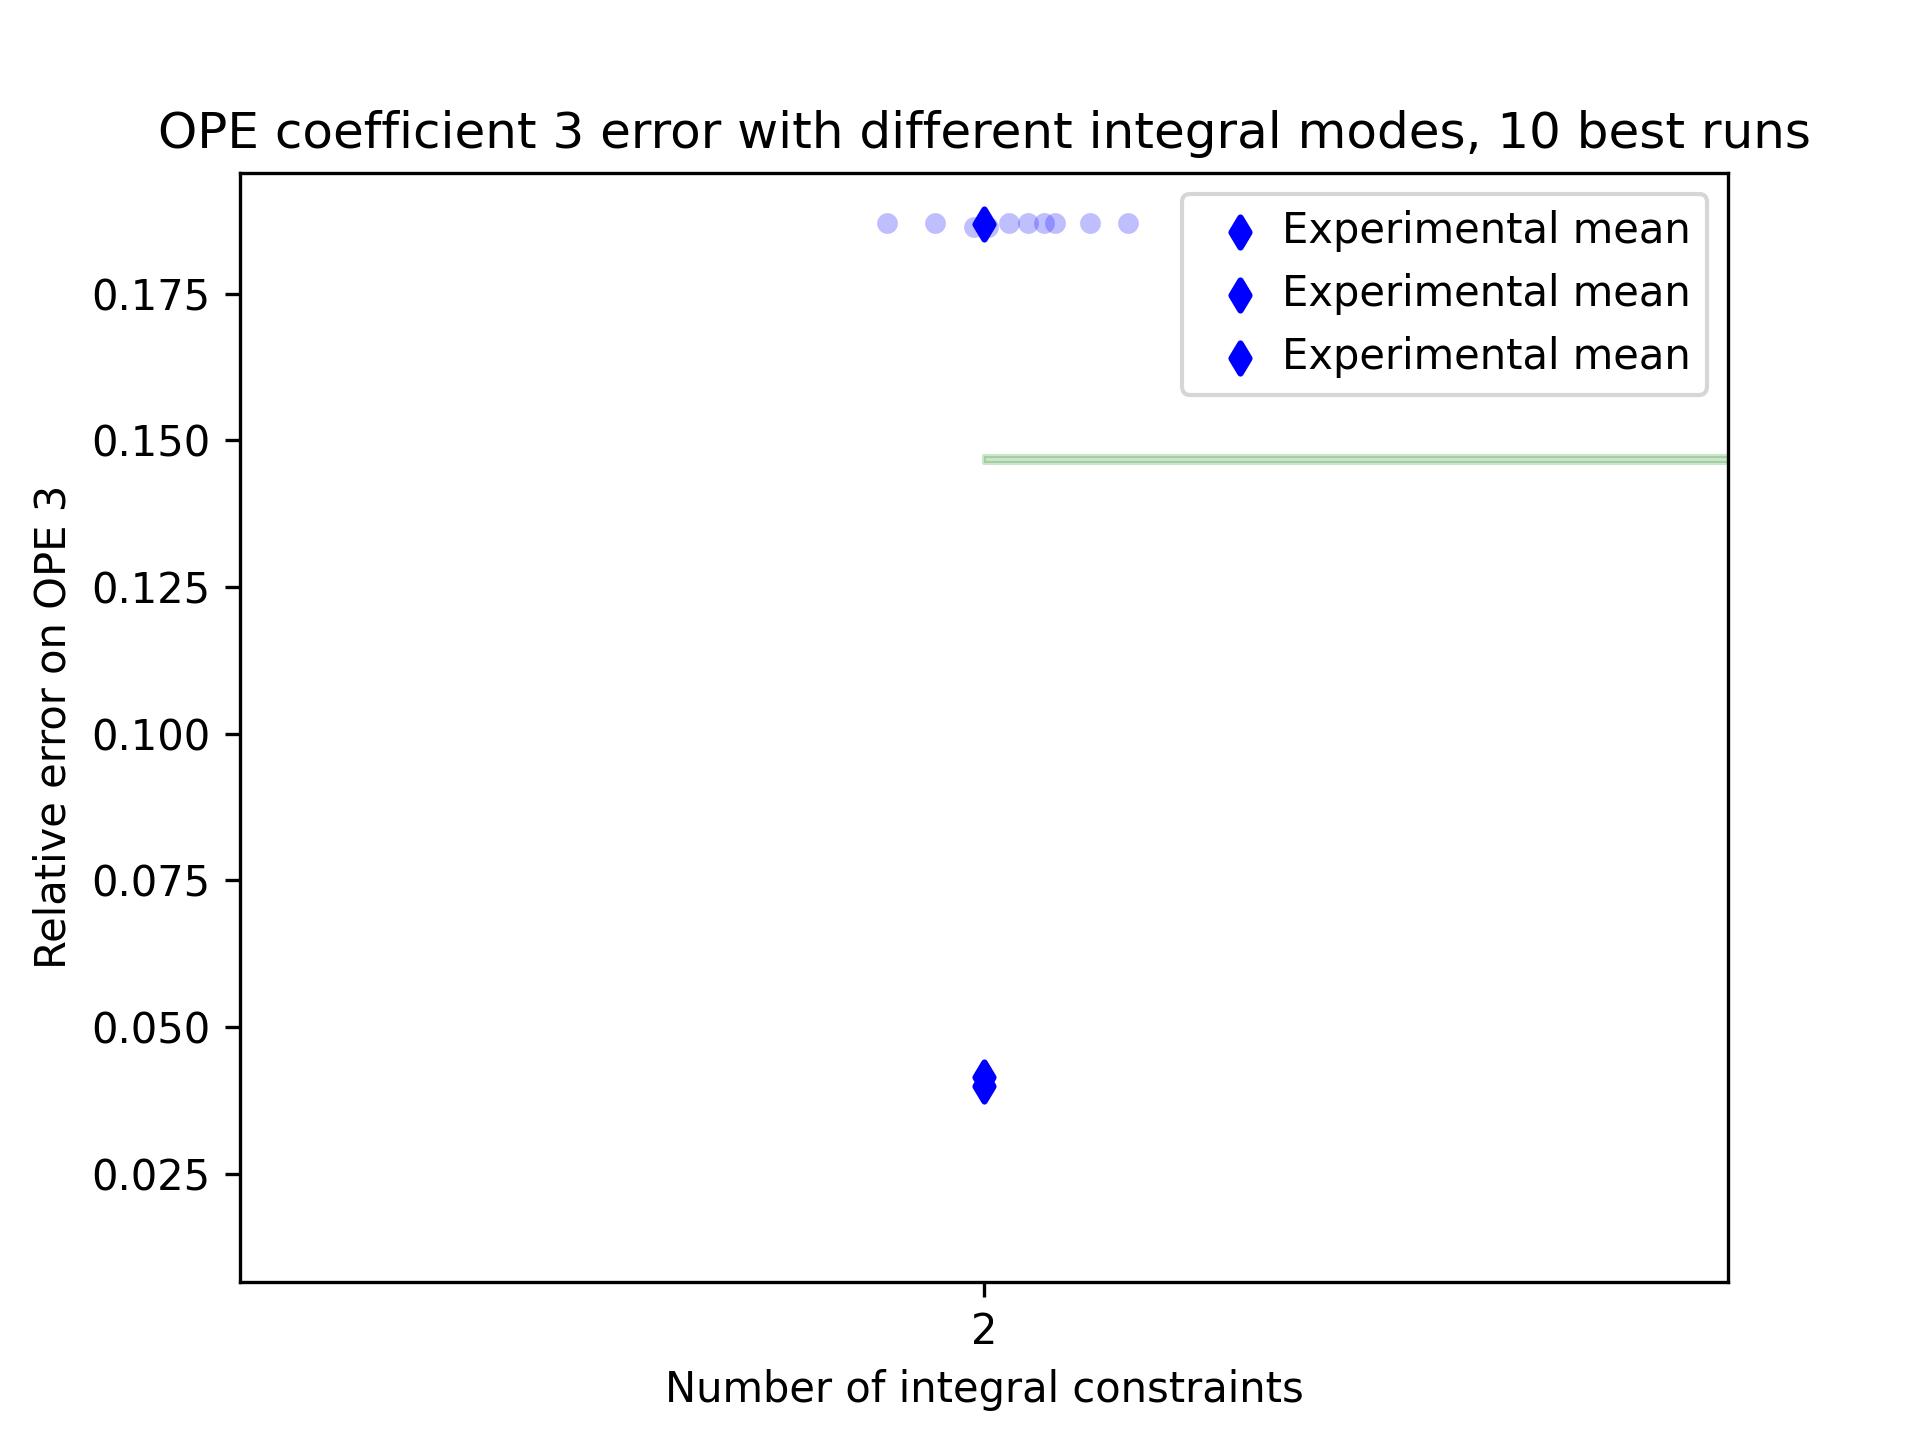 OPE coefficient 3 error with different integral modes, 10 best runs
Experimental mean
Experimental mean
Experimental mean
0.175
0.150
0.125
0.100
0.075
0.050
0.025
Relative error on OPE 3
2
Number of integral constraints